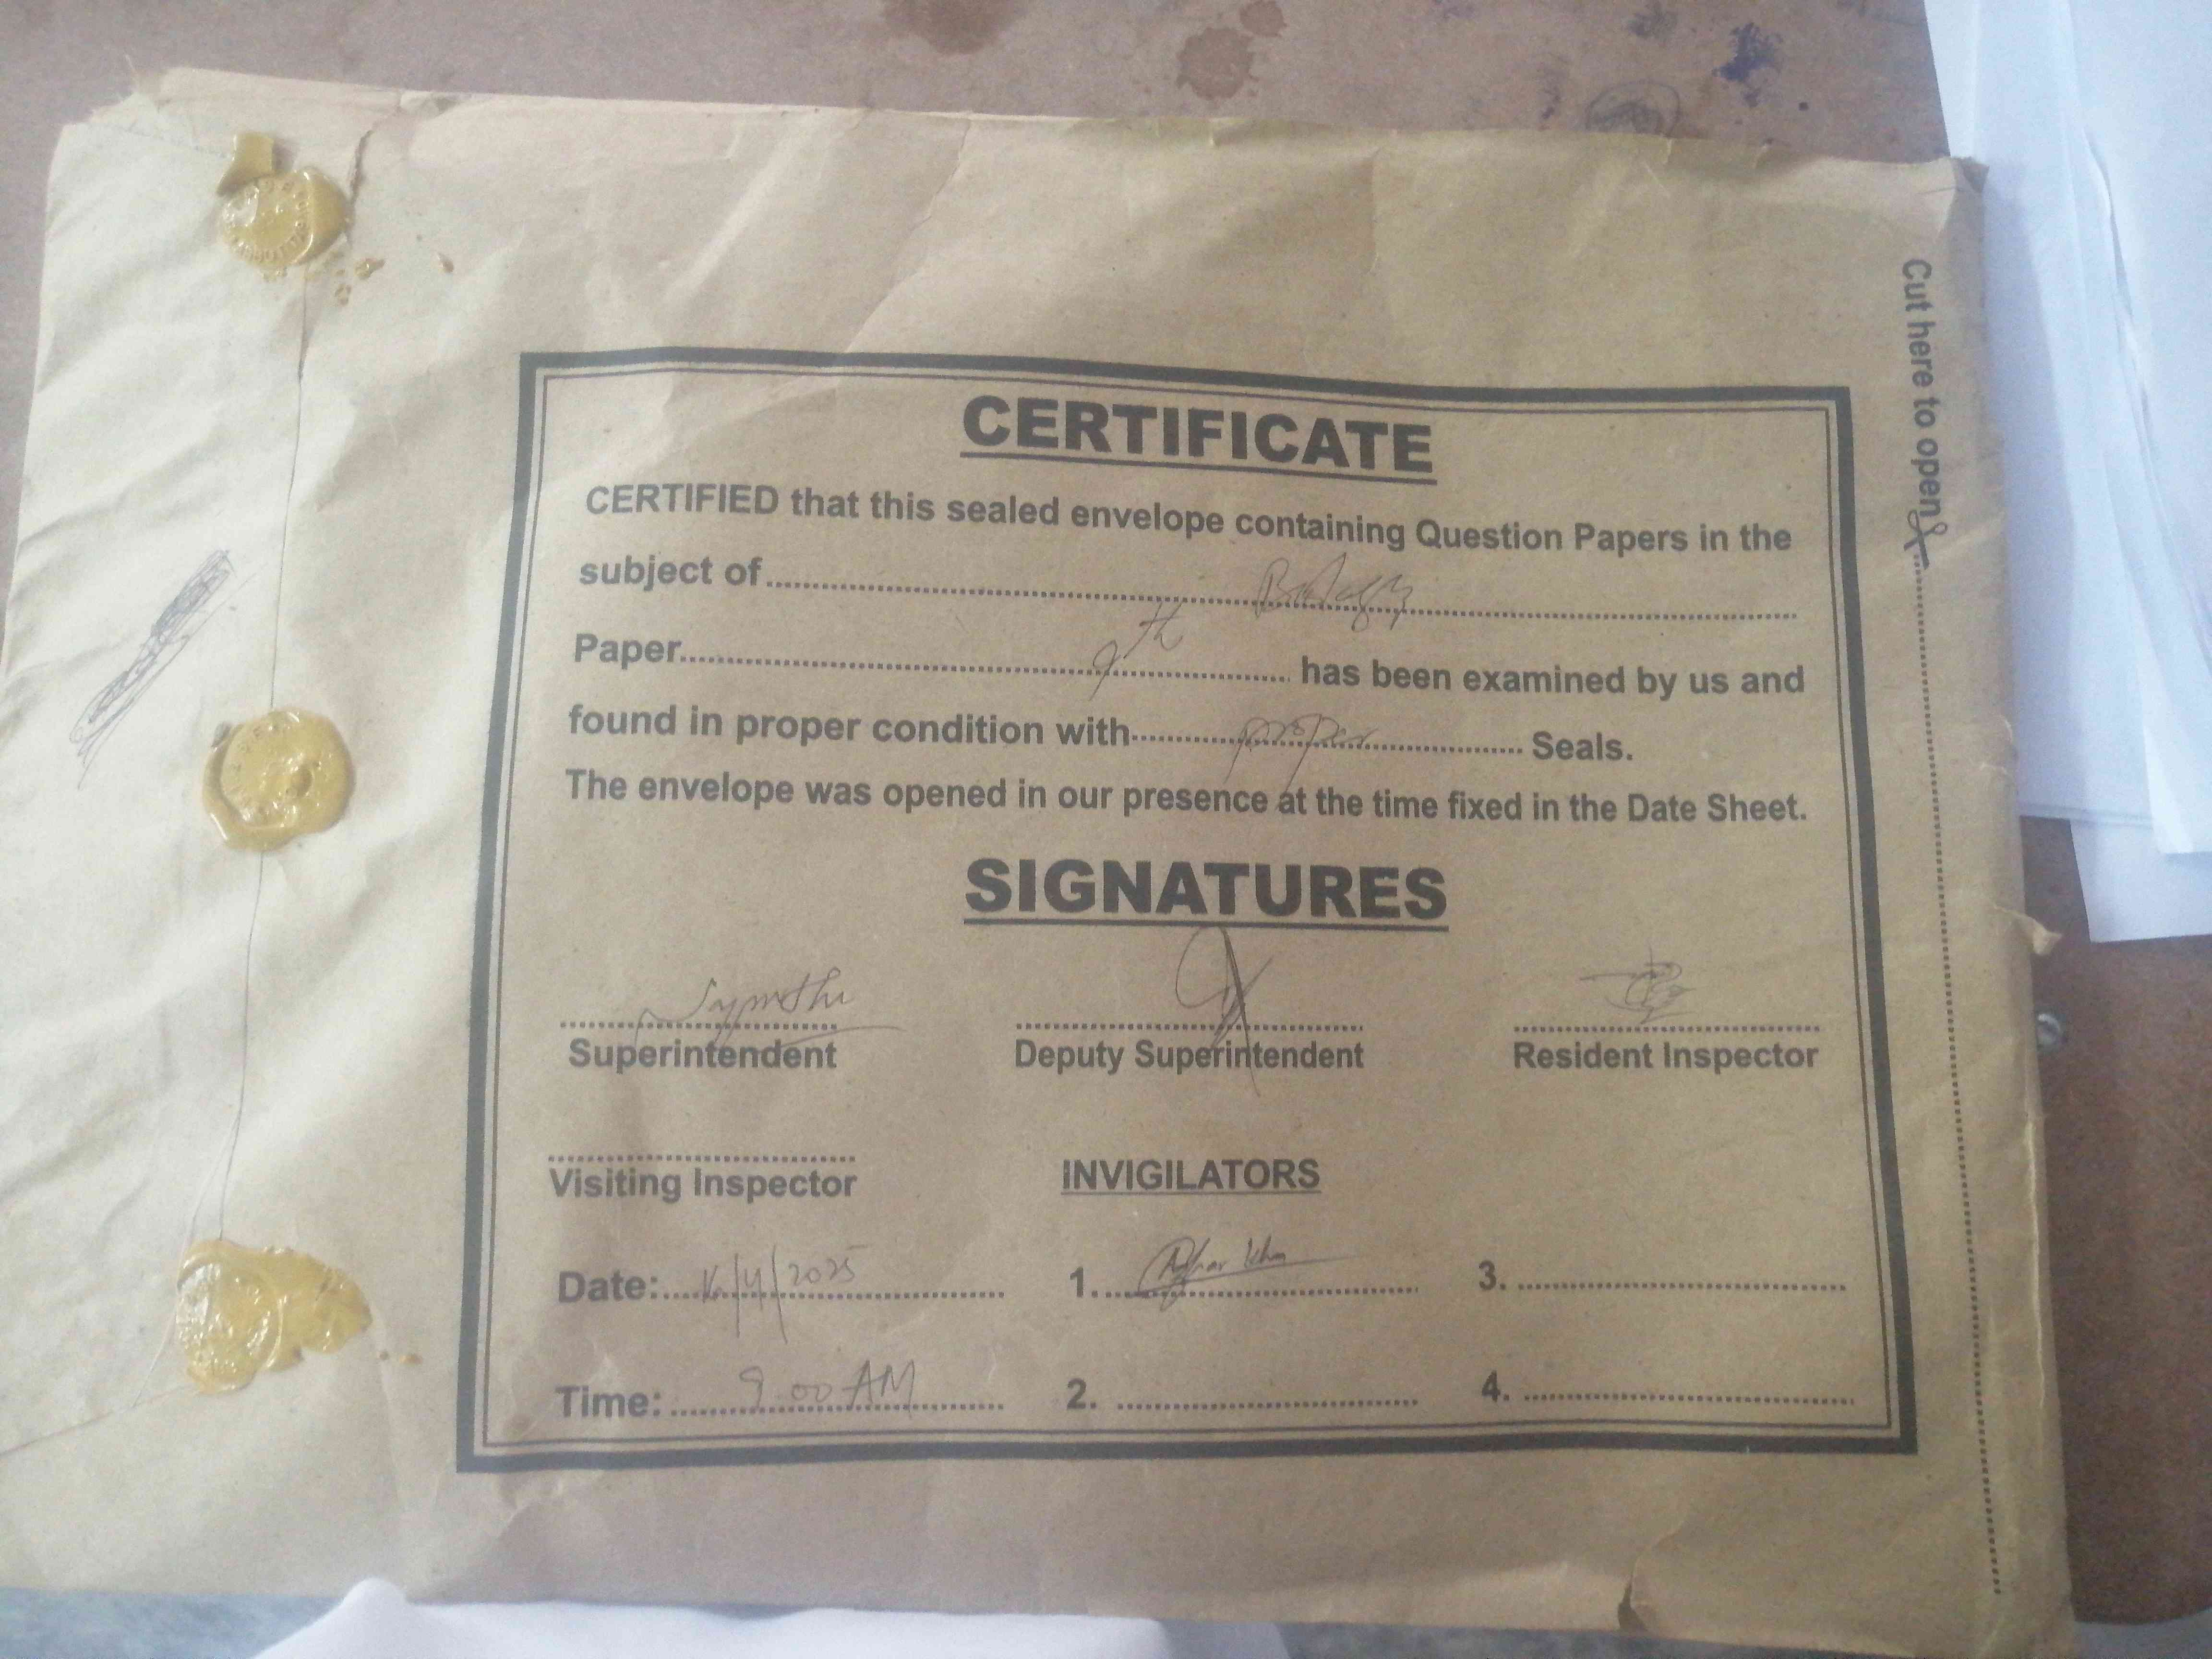 CERTIFICATE
CERTIFIED that this sealed envelope containing Question Papers in the
subject of Biology
Paper 9th has been examined by us and
found in proper condition with proper Seals.
The envelope was opened in our presence at the time fixed in the Date Sheet.
SIGNATURES
Superintendent Deputy Superintendent Resident Inspector
Visiting Inspector INVIGILATORS
Date: 16/4/2025 1. 3.
Time: 9:00 AM 2. 4.
Cut here to open